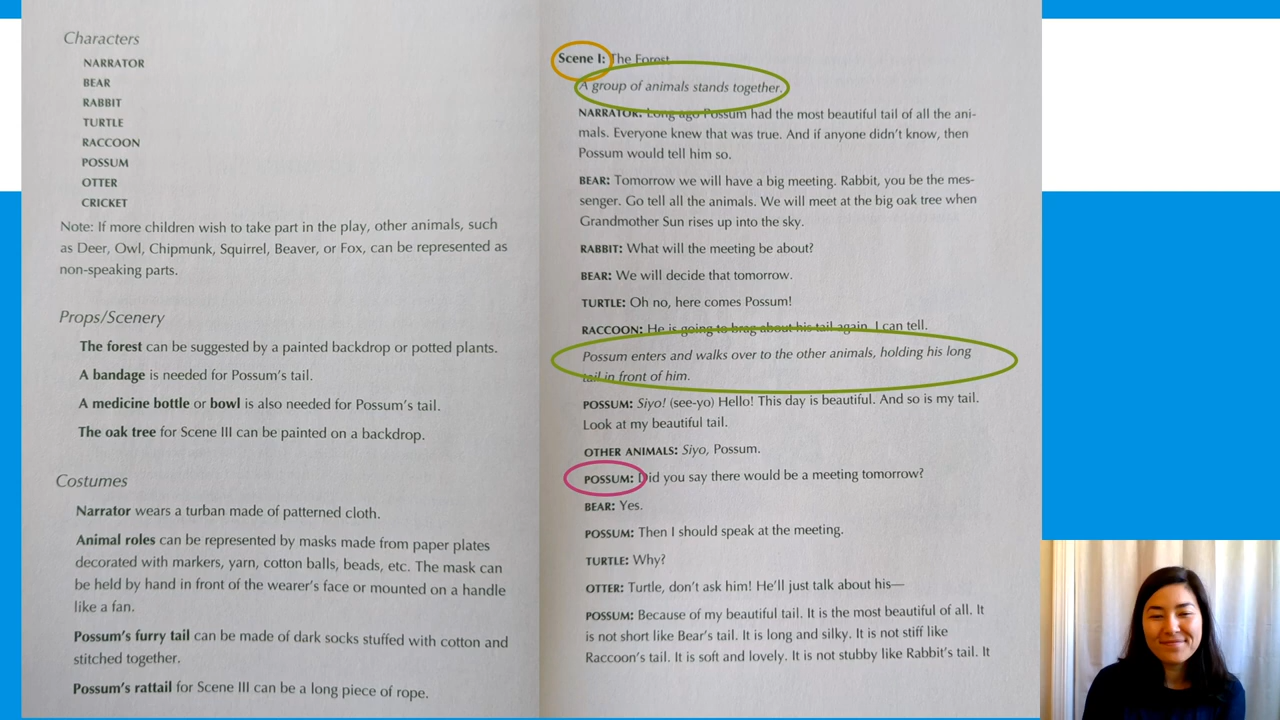 Characters
NARRATOR
BEAR
RABBIT
TURTLE
RACCOON
POSSUM
OTTER
CRICKET
Note: If more children wish to take part in the play, other animals, such
as Deer, Owl, Chipmunk, Squirrel, Beaver, or Fox, can be represented as
non-speaking parts.
Props/Scenery
The forest can be suggested by a painted backdrop or potted plants.
A bandage is needed for Possum's tail.
A medicine bottle or bowl is also needed for Possum's tail.
The oak tree for Scene III can be painted on a backdrop.
Costumes
Narrator wears a turban made of patterned cloth.
Animal roles can be represented by masks made from paper plates
decorated with markers, yarn, cotton balls, beads, etc. The mask can
be held by hand in front of the wearer's face or mounted on a handle
like a fan.
Possum's furry tail can be made of dark socks stuffed with cotton and
stitched together.
Possum's rattail for Scene III can be a long piece of rope.
Scene I: The Forest
A group of animals stands together.
NARRATOR: Long ago Possum had the most beautiful tail of all the ani-
mals. Everyone knew that was true. And if anyone didn't know, then
Possum would tell him so.
BEAR: Tomorrow we will have a big meeting. Rabbit, you be the mes-
senger. Go tell all the animals. We will meet at the big oak tree when
Grandmother Sun rises up into the sky.
RABBIT: What will the meeting be about?
BEAR: We will decide that tomorrow.
TURTLE: Oh no, here comes Possum!
RACCOON: He is going to brag about his tail again, I can tell.
Possum enters and walks over to the other animals, holding his long
tail in front of him.
POSSUM: Siyo! (see-yo) Hello! This day is beautiful. And so is my tail.
Look at my beautiful tail.
OTHER ANIMALS: Siyo, Possum.
POSSUM: Did you say there would be a meeting tomorrow?
BEAR: Yes.
POSSUM: Then I should speak at the meeting.
TURTLE: Why?
OTTER: Turtle, don't ask him! He'll just talk about his—
POSSUM: Because of my beautiful tail. It is the most beautiful of all. It
is not short like Bear's tail. It is long and silky. It is not stiff like
Raccoon's tail. It is soft and lovely. It is not stubby like Rabbit's tail. It